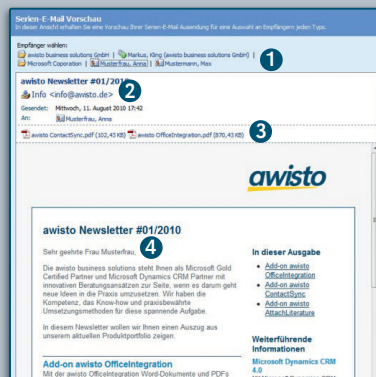 Serien-E-Mail Vorschau
In dieser Ansicht erhalten Sie eine Vorschau Ihrer Serien-E-Mail Aussendung für eine Auswahl an Empfängern jeden Typs.
Empfänger wählen:
awisto business solutions GmbH | Markus, Kling (awisto business solutions GmbH) |
Microsoft Coporation | Musterfrau, Anna | Mustermann, Max
1
awisto Newsletter #01/2010
Info <info@awisto.de>
2
Gesendet: Mittwoch, 11. August 2010 17:42
An: Musterfrau, Anna
awisto ContactSync.pdf (102,43 KB) awisto OfficeIntegration.pdf (870,43 KB)
3
awisto
awisto Newsletter #01/2010
Sehr geehrte Frau Musterfrau,
4
Die awisto business solutions steht Ihnen als Microsoft Gold
Certified Partner und Microsoft Dynamics CRM Partner mit
innovativen Beratungsansätzen zur Seite, wenn es darum geht
neue Ideen in die Praxis umzusetzen. Wir haben die
Kompetenz, das Know-how und praxisbewährte
Umsetzungsmethoden für diese spannende Aufgabe.
In diesem Newsletter wollen wir Ihnen einen Auszug aus
unserem aktuellen Produktportfolio zeigen.
Add-on awisto OfficeIntegration
Mit der awisto OfficeIntegration Word-Dokumente und PDFs
In dieser Ausgabe
Add-on awisto
OfficeIntegration
Add-on awisto
ContactSync
Add-on awisto
AttachLiterature
Weiterführende
Informationen
Microsoft Dynamics CRM
4.0